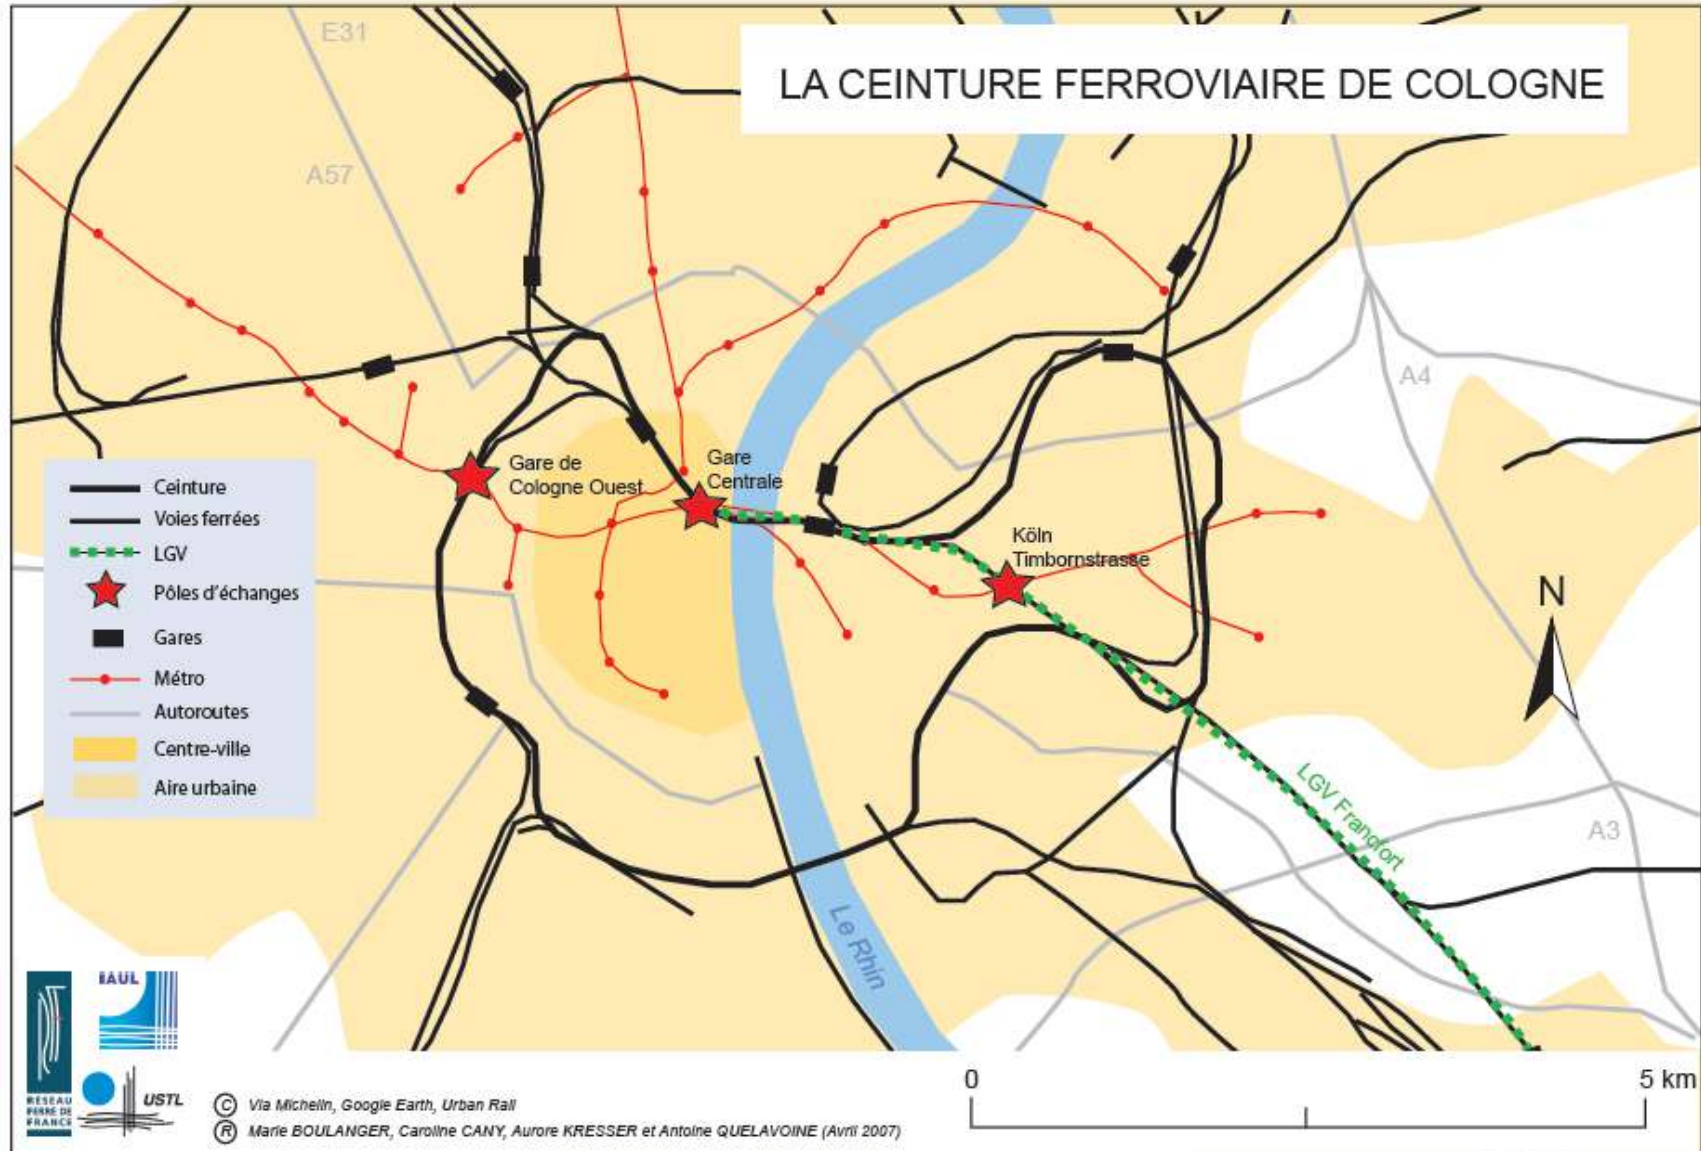 LA CEINTURE FERROVIAIRE DE COLOGNE
E31
A57
A4
Gare de
Cologne Ouest
Gare
Centrale
Köln
Timbornstrasse
Ceinture
Voies ferrées
LGV
Pôles d'échanges
Gares
Métro
Autoroutes
Centre-ville
Aire urbaine
N
LGV Francfort
A3
Le Rhin
IAUL
RESEAU
FERRE DE
FRANCE
USTL
0
5 km
C Via Michelin, Google Earth, Urban Rail
R Marie BOULANGER, Caroline CANY, Aurore KRESSER et Antoine QUELAVOINE (Avril 2007)